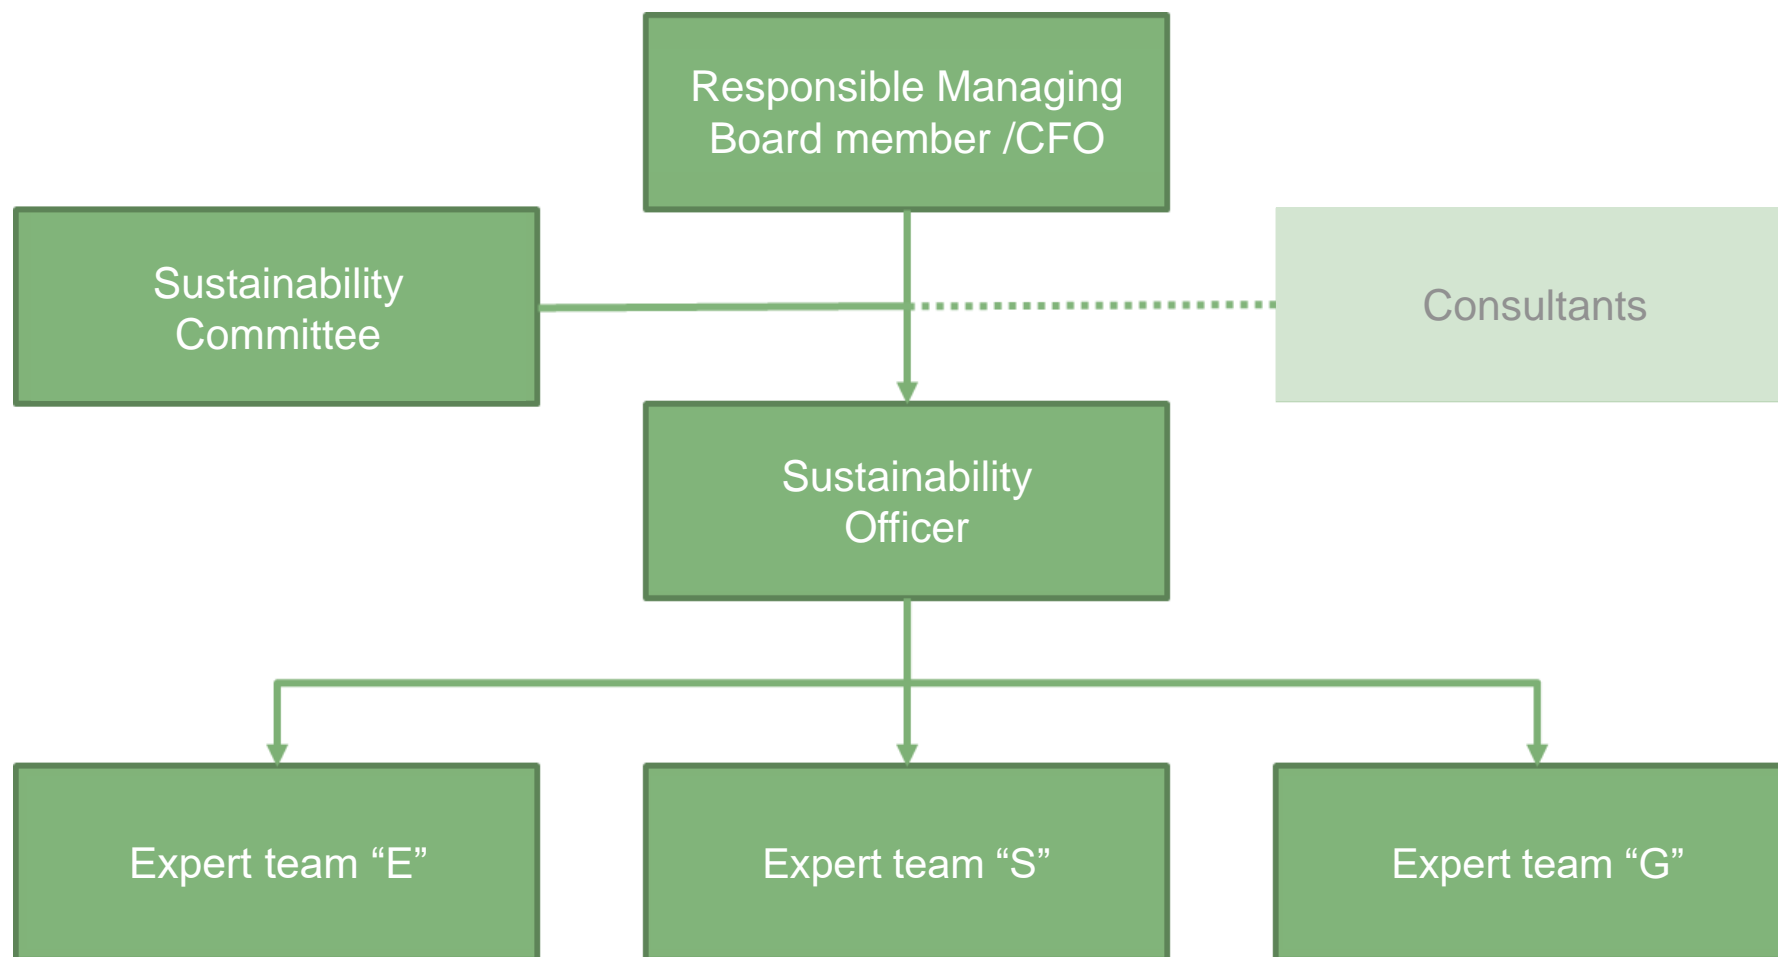 Responsible Managing
Board member /CFO
Sustainability
Committee
Consultants
Sustainability
Officer
Expert team “E”
Expert team “S”
Expert team “G”